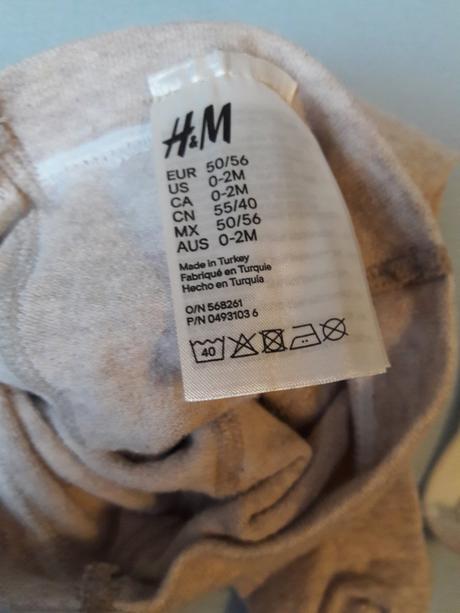 H&M
EUR 50/56
US 0-2M
CA 0-2M
CN 55/40
MX 50/56
AUS 0-2M
Made in Turkey
Fabriqué en Turquie
Hecho en Turquía
O/N 568261
P/N 0493103 6
40